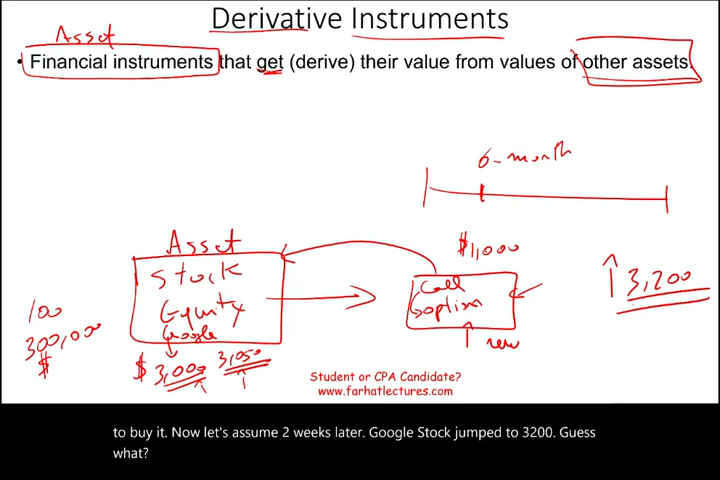 Derivative Instruments
Asset
• Financial instruments that get (derive) their value from values of other assets.
6-month
$1,000
Asset
Stock
Equity
Google
Call
option
↑ 3,200
100
300,000
$
$ 3,000 3,050
Student or CPA Candidate?
www.farhatlectures.com
to buy it. Now let's assume 2 weeks later. Google Stock jumped to 3200. Guess
what?